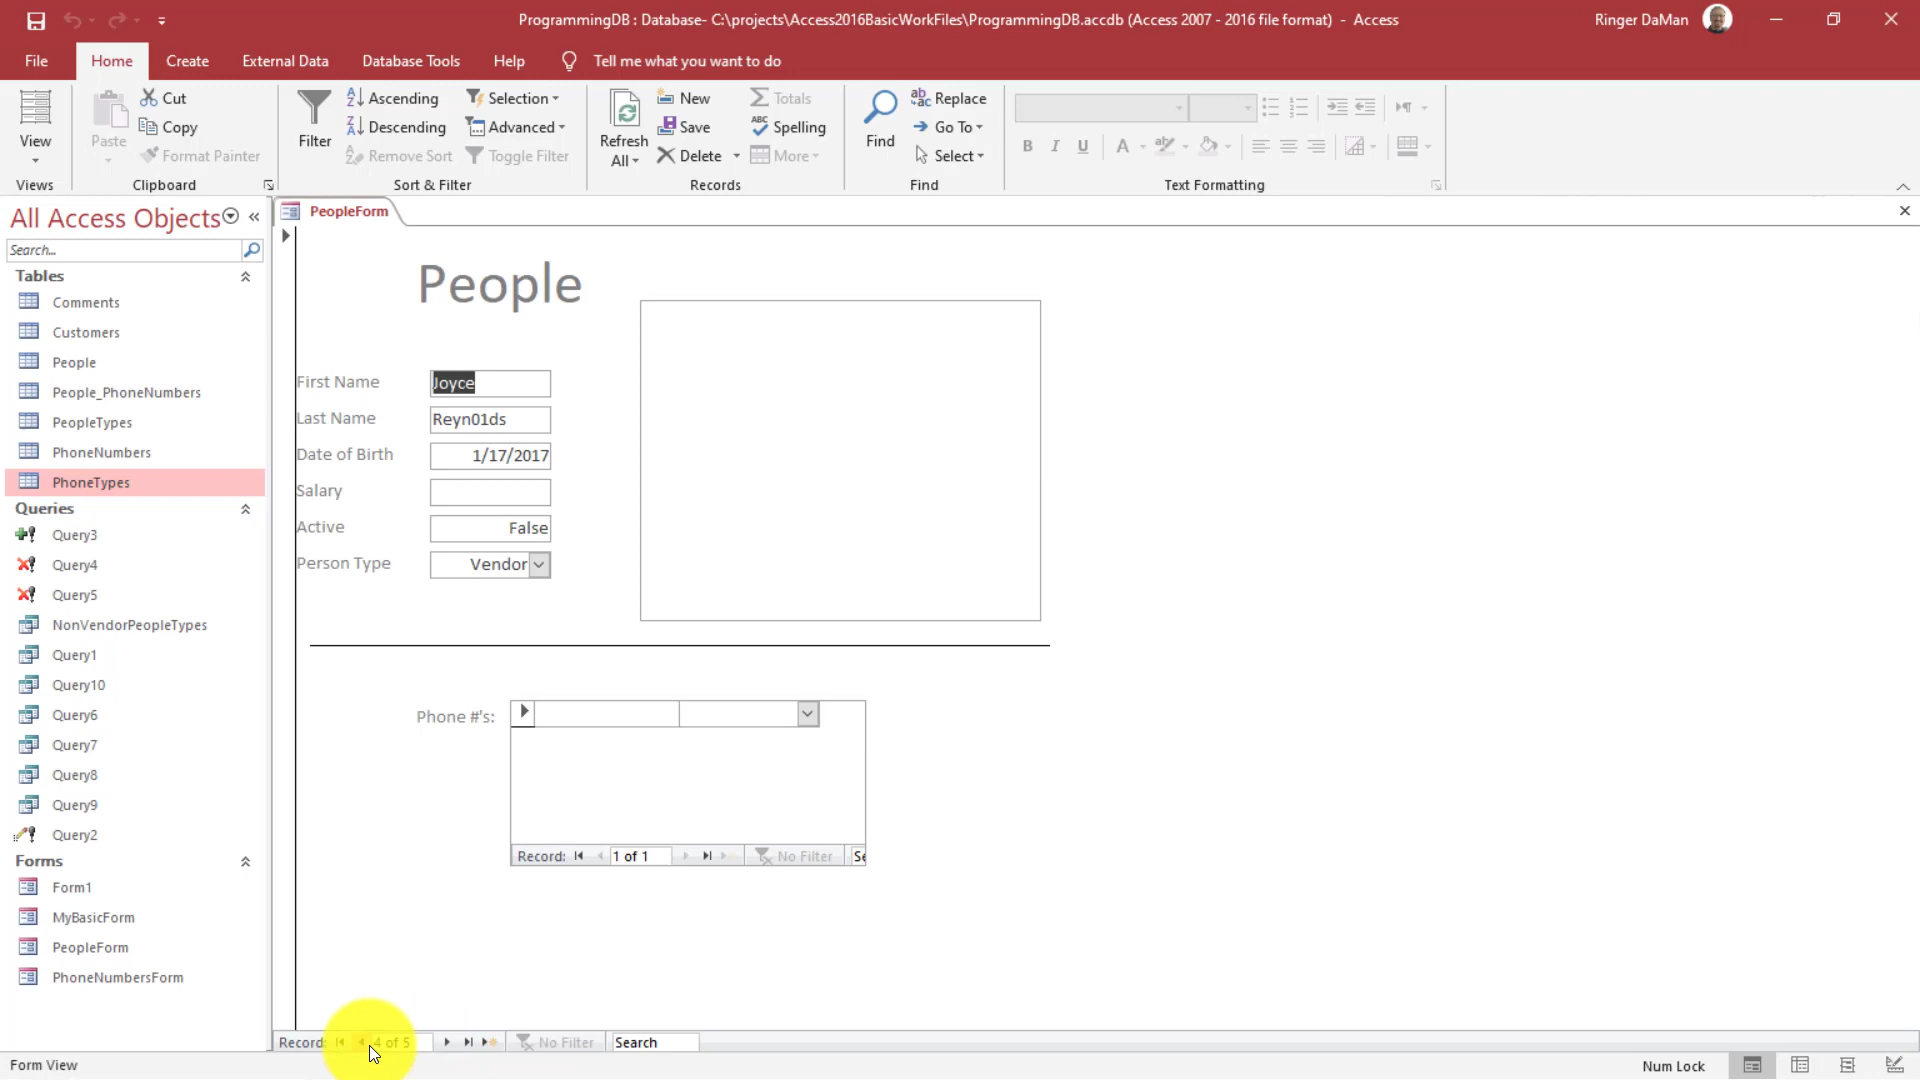 ProgrammingDB : Database- C:\projects\Access2016BasicWorkFiles\ProgrammingDB.accdb (Access 2007 - 2016 file format) - Access
Ringer DaMan
File
Home
Create
External Data
Database Tools
Help
Tell me what you want to do
View
Views
Paste
Cut
Copy
Format Painter
Clipboard
Filter
Ascending
Descending
Remove Sort
Selection
Advanced
Toggle Filter
Sort & Filter
Refresh
All
New
Save
Delete
Totals
Spelling
More
Records
Find
Replace
Go To
Select
Find
B I U A
Text Formatting
All Access Objects
Search...
Tables
Comments
Customers
People
People_PhoneNumbers
PeopleTypes
PhoneNumbers
PhoneTypes
Queries
Query3
Query4
Query5
NonVendorPeopleTypes
Query1
Query10
Query6
Query7
Query8
Query9
Query2
Forms
Form1
MyBasicForm
PeopleForm
PhoneNumbersForm
PeopleForm
People
First Name Joyce
Last Name Reyn01ds
Date of Birth 1/17/2017
Salary
Active False
Person Type Vendor
Phone #'s:
Record: 1 of 1 No Filter Se
Record: 4 of 5 No Filter Search
Form View
Num Lock